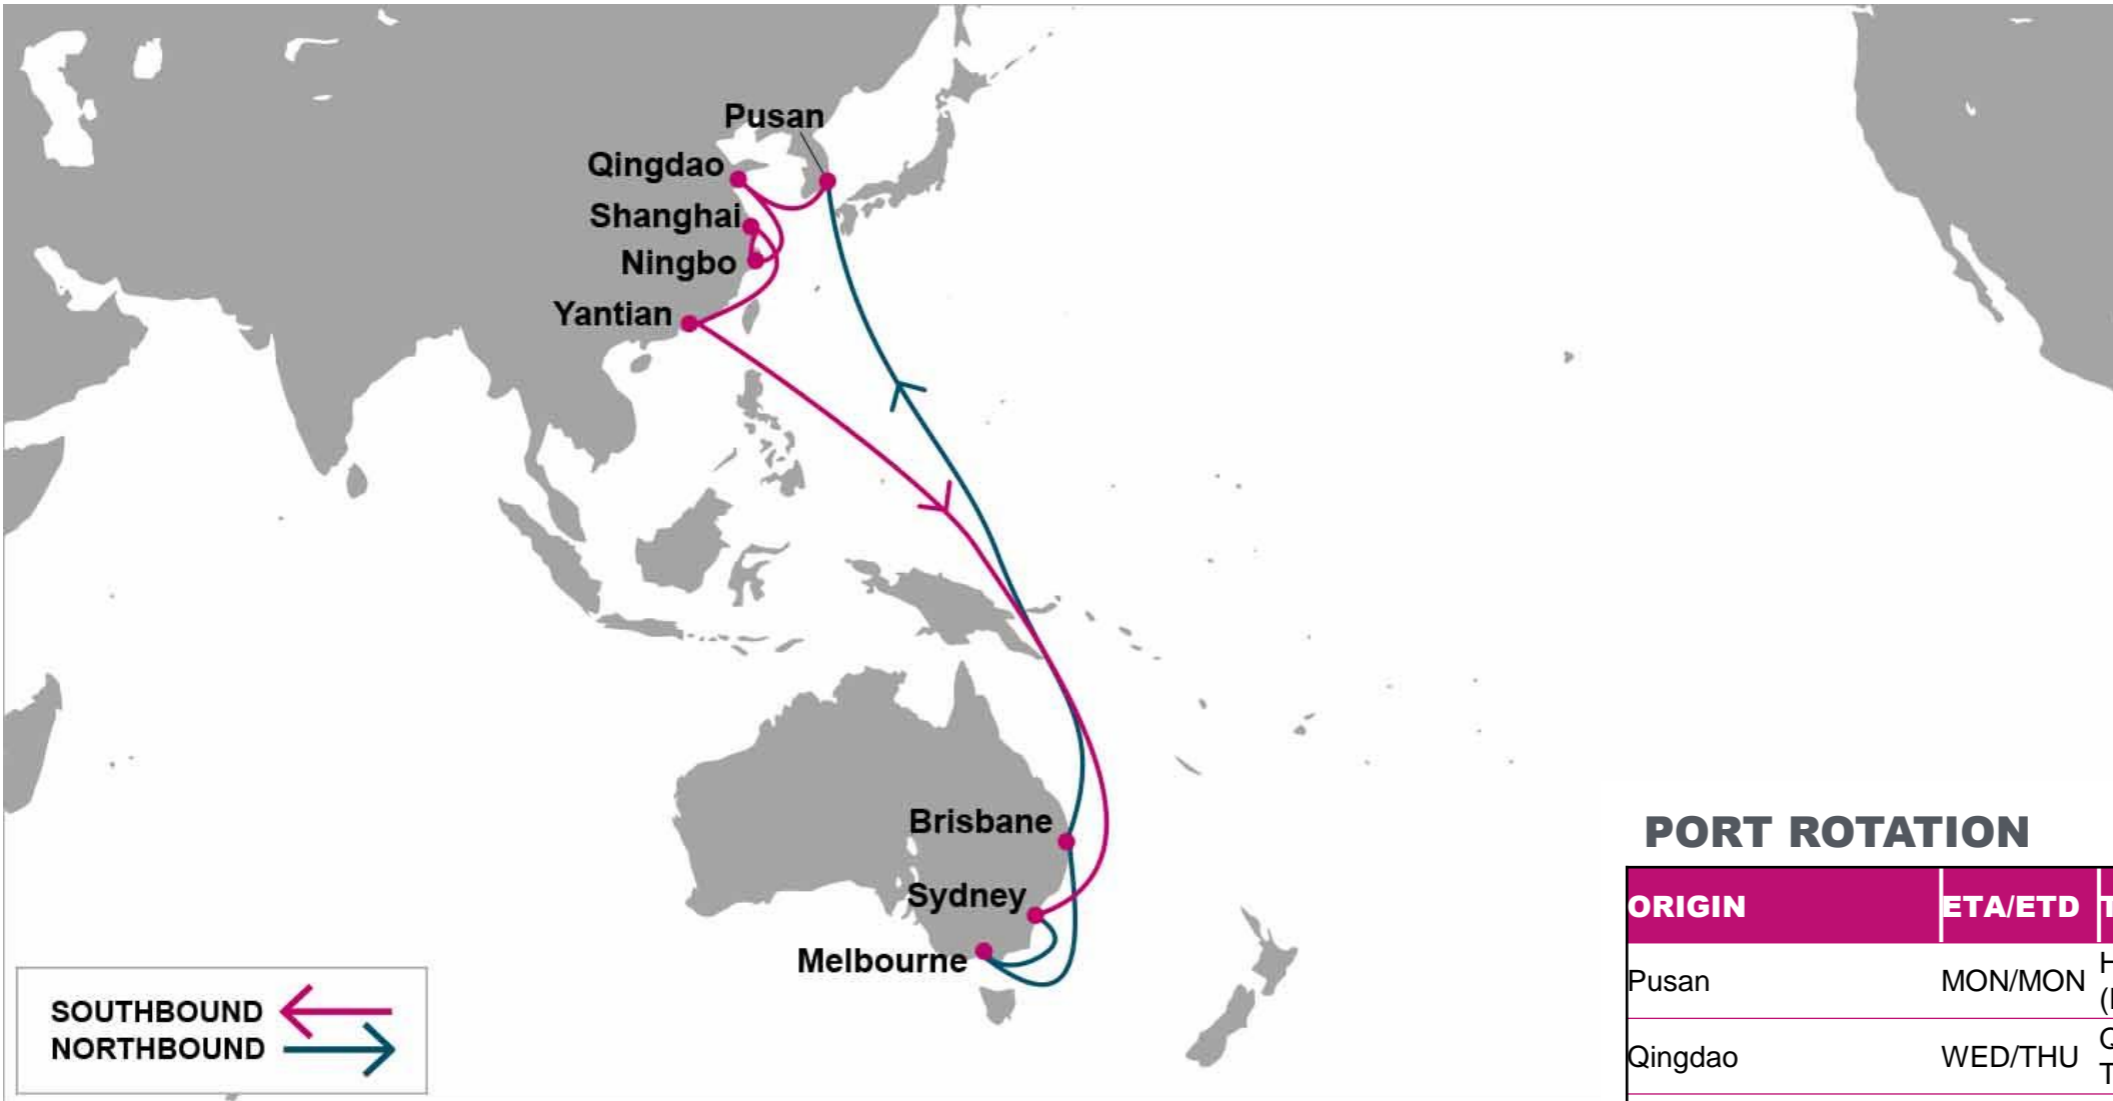 Pusan
Qingdao
Shanghai
Ningbo
Yantian
Brisbane
Sydney
Melbourne
SOUTHBOUND
NORTHBOUND
PORT ROTATION
ORIGIN ETA/ETD
Pusan MON/MON
Qingdao WED/THU